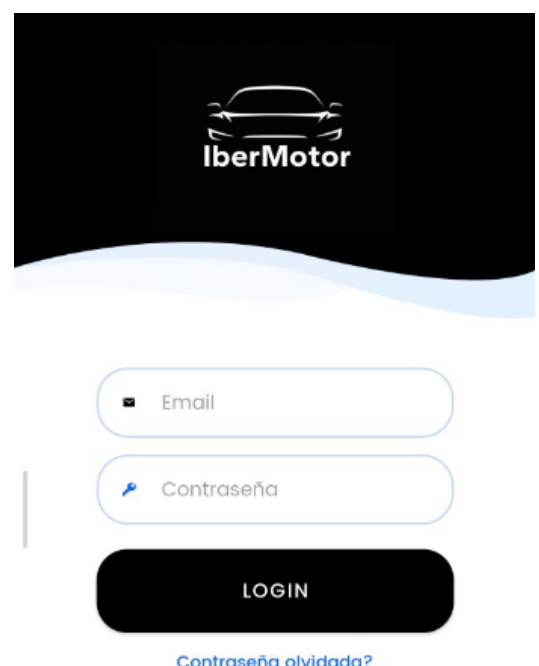 IberMotor
Email
Contraseña
LOGIN
Contraseña olvidada?